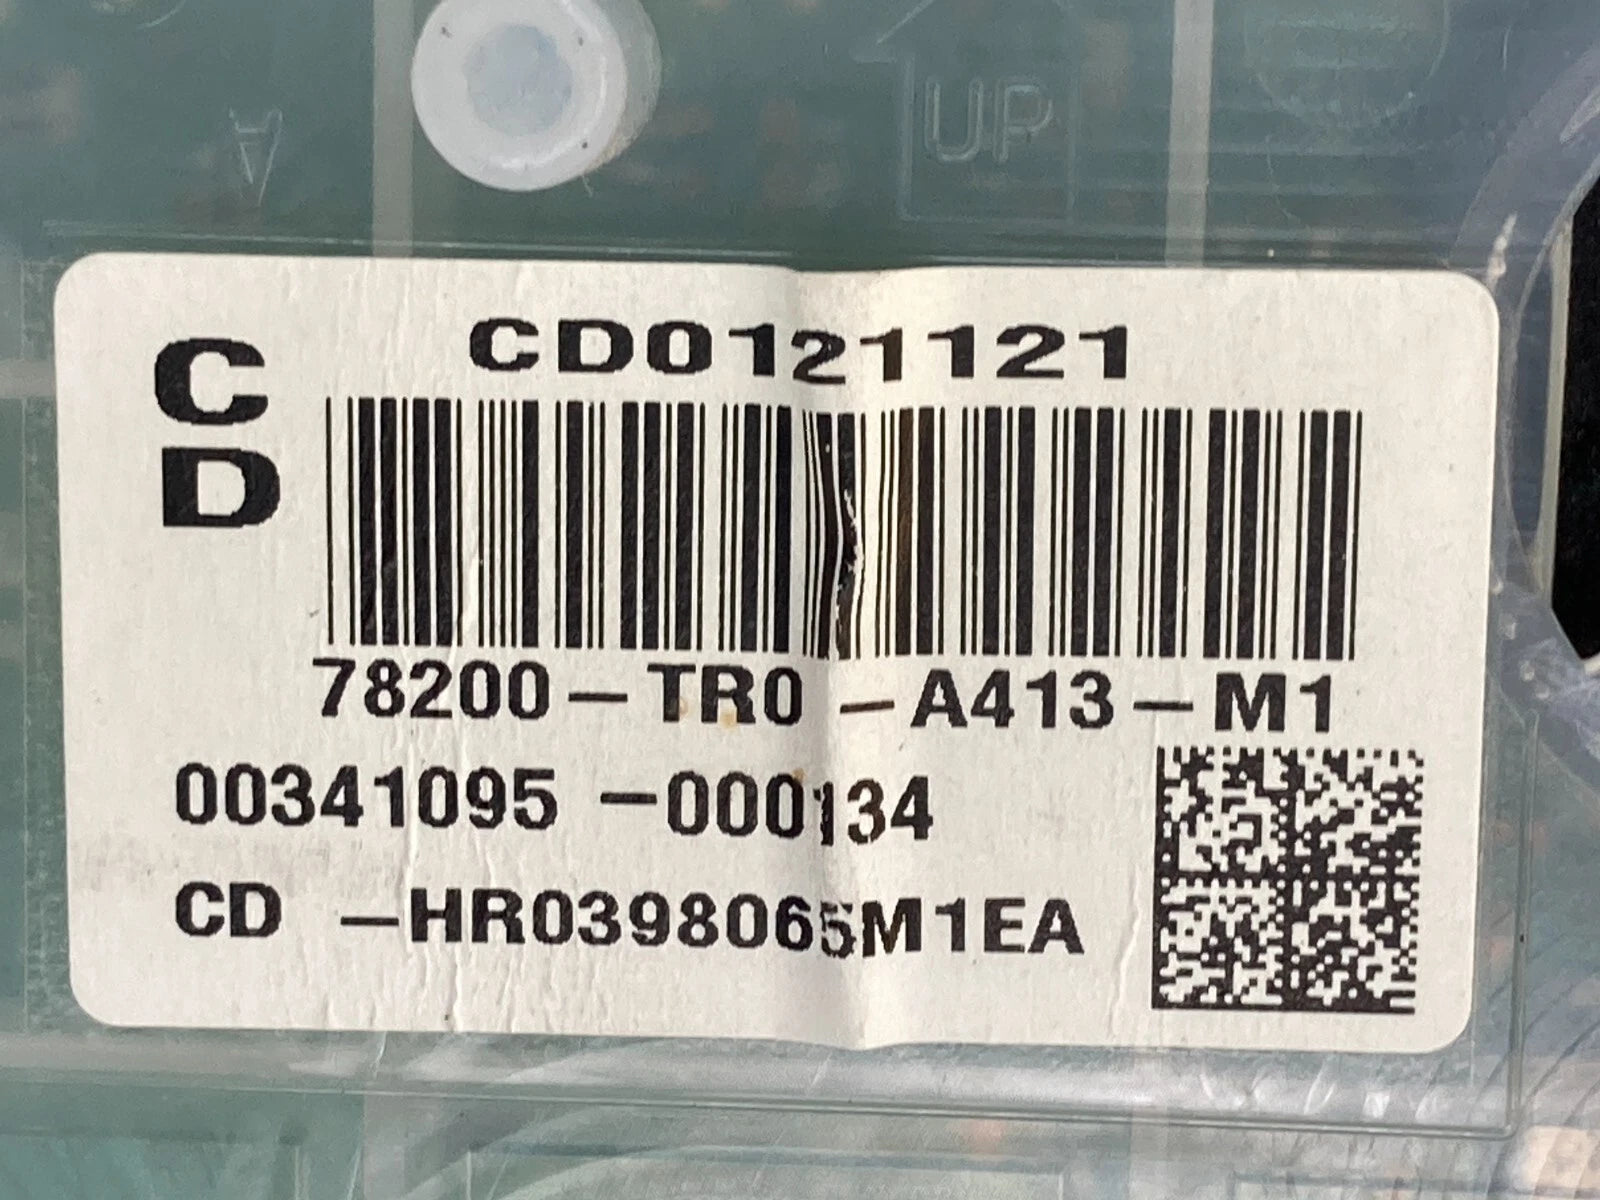 A
UP
C
D
CD0121121
78200-TR0-A413-M1
00341095-000134
CD -HR0398065M1EA